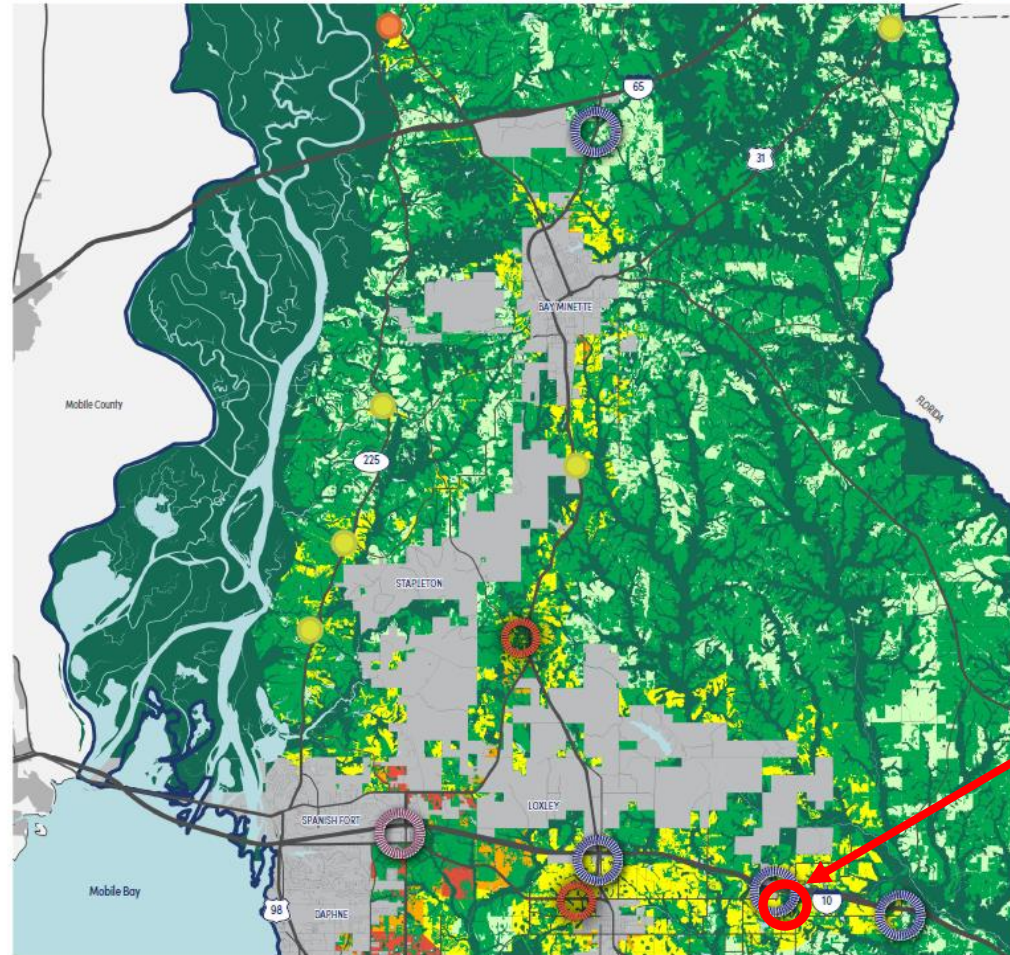 65
31
BAY MINETTE
Mobile County
FLORIDA
225
STAPLETON
LOXLEY
SPANISH FORT
Mobile Bay
98
DAPHNE
10